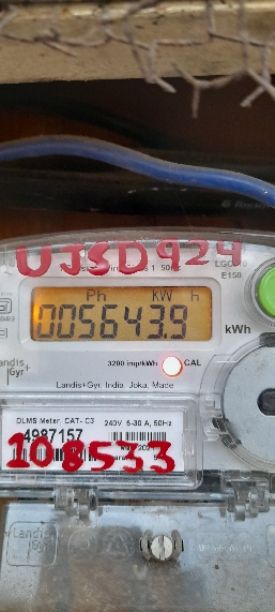 UJSD924
E150
Ph kW h
005643.9
kWh
Landis
Gyr+
3200 imp/kWh CAL
Landis+Gyr, India, Joka, Made
DLMS Meter CAT- C3 240V 5-30 A, 50Hz
4987157
108533